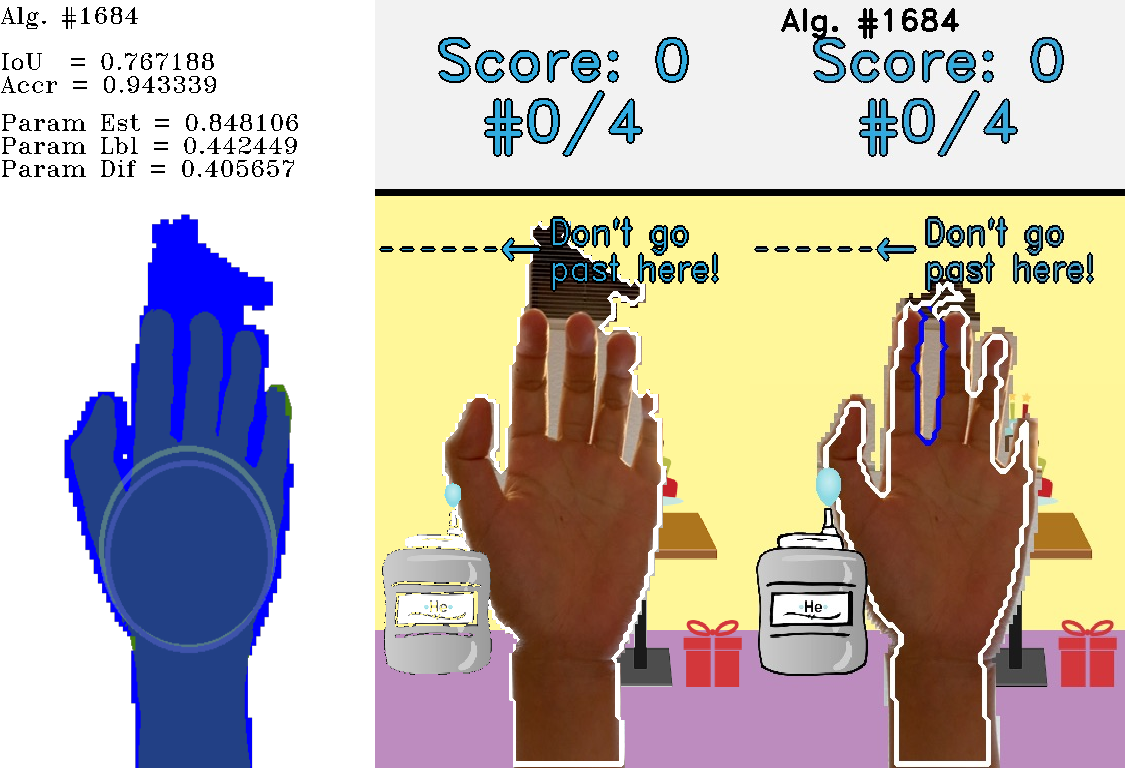 Alg. #1684
IoU = 0.767188
Accr = 0.943339
Param Est = 0.848106
Param Lbl = 0.442449
Param Dif = 0.405657
Score: 0
#0/4
Don't go
past here!
He
Alg. #1684
Score: 0
#0/4
Don't go
past here!
He